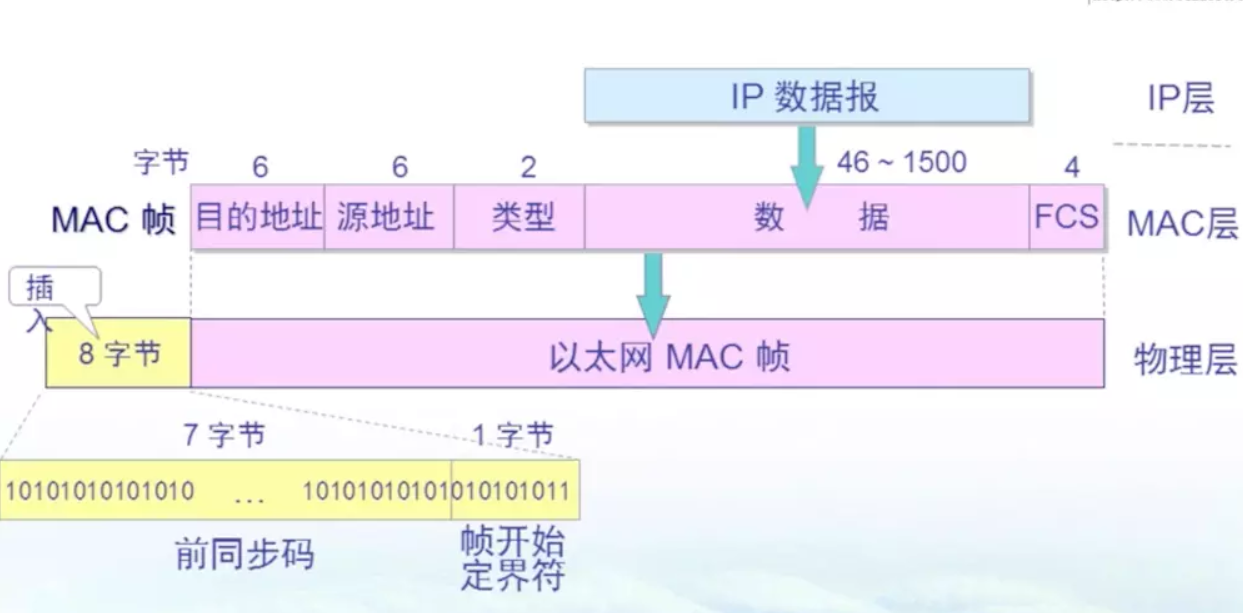 IP 数据报
IP层
字节 6 6 2 46 ~ 1500 4
MAC 帧 目的地址 源地址 类型 数 据 FCS MAC层
插
入
8 字节 以太网 MAC 帧 物理层
7 字节 1 字节
10101010101010 ... 10101010101010101011
前同步码
帧开始
定界符